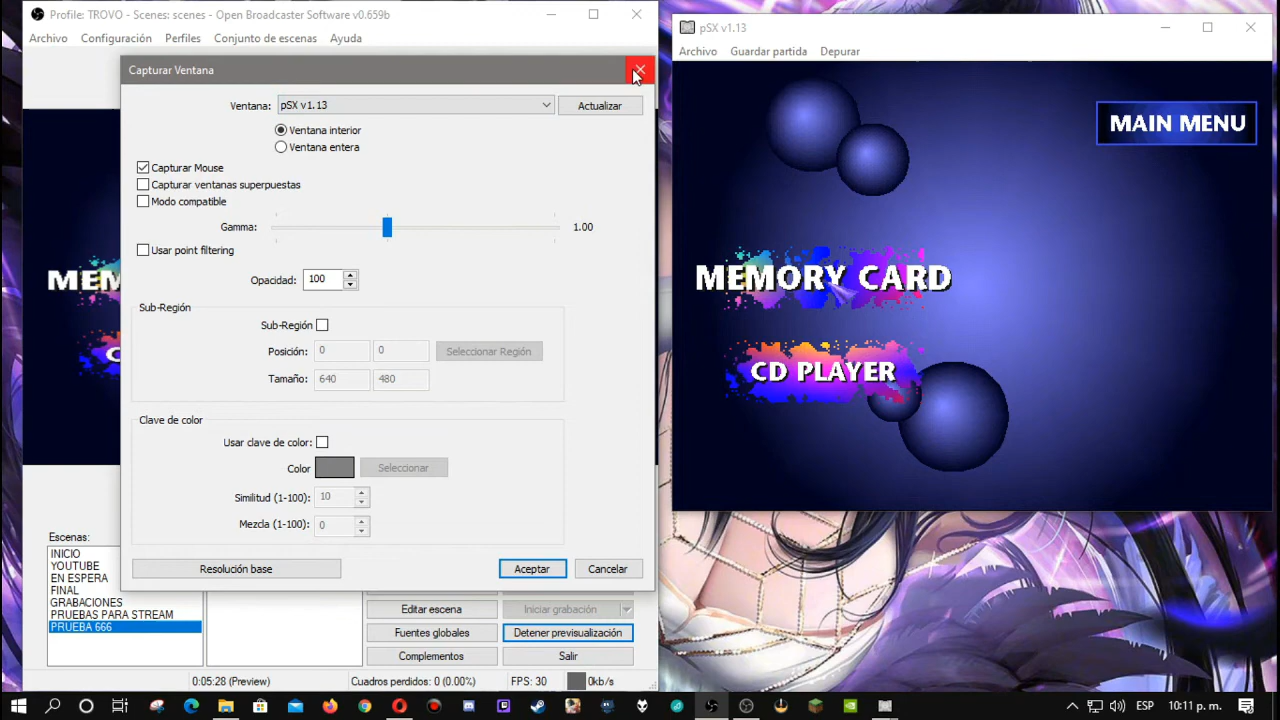 Profile: TROVO - Scenes: scenes - Open Broadcaster Software v0.659b
Archivo Configuración Perfiles Conjunto de escenas Ayuda
Capturar Ventana
Ventana: pSX v1.13 Actualizar
Ventana interior
Ventana entera
Capturar Mouse
Capturar ventanas superpuestas
Modo compatible
Gamma: 1.00
Usar point filtering
Opacidad: 100
Sub-Región
Sub-Región
Posición: 0 0 Seleccionar Región
Tamaño: 640 480
Clave de color
Usar clave de color:
Color Seleccionar
Similitud (1-100): 10
Mezcla (1-100): 0
Resolución base Aceptar Cancelar
MEM
C
Escenas:
INICIO
YOUTUBE
EN ESPERA
FINAL
GRABACIONES
PRUEBAS PARA STREAM
PRUEBA 666
Editar escena Iniciar grabación
Fuentes globales Detener previsualización
Complementos Salir
0:05:28 (Preview) Cuadros perdidos: 0 (0.00%) FPS: 30 0kb/s
pSX v1.13
Archivo Guardar partida Depurar
MAIN MENU
MEMORY CARD
CD PLAYER
ESP 10:11 p. m.